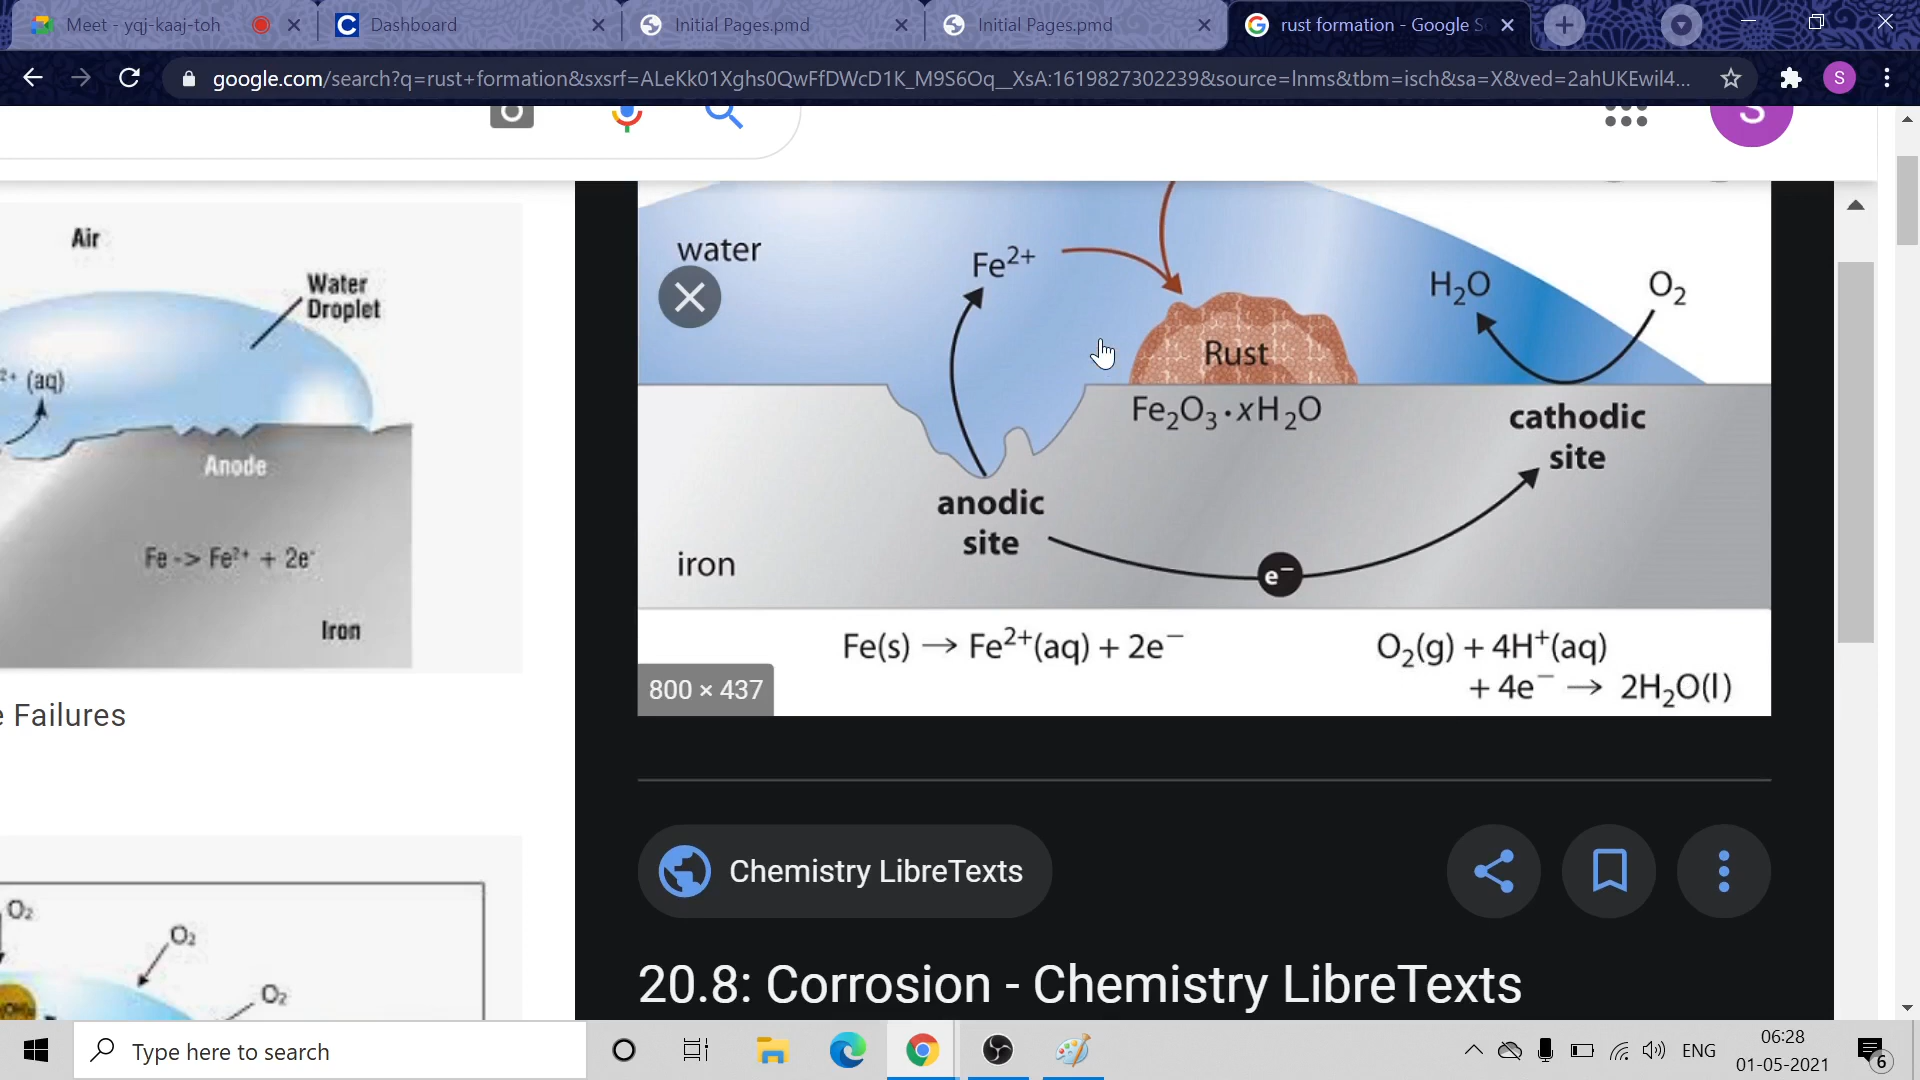 Meet - yqj-kaaj-toh
Dashboard
Initial Pages.pmd
Initial Pages.pmd
rust formation - Google S
google.com/search?q=rust+formation&sxsrf=ALeKk01Xghs0QwFfDWcD1K_M9S6Oq__XsA:1619827302239&source=lnms&tbm=isch&sa=X&ved=2ahUKEwil4...
S
S
Air
Water
Droplet
2+ (aq)
Anode
Fe -> Fe²⁺ + 2e⁻
Iron
e Failures
O₂
O₂
O₂
water
Fe²⁺
H₂O
O₂
Rust
Fe₂O₃·xH₂O
cathodic
site
anodic
site
iron
e⁻
Fe(s) → Fe²⁺(aq) + 2e⁻
O₂(g) + 4H⁺(aq)
+ 4e⁻ → 2H₂O(l)
800 × 437
Chemistry LibreTexts
20.8: Corrosion - Chemistry LibreTexts
Type here to search
ENG
06:28
01-05-2021
6